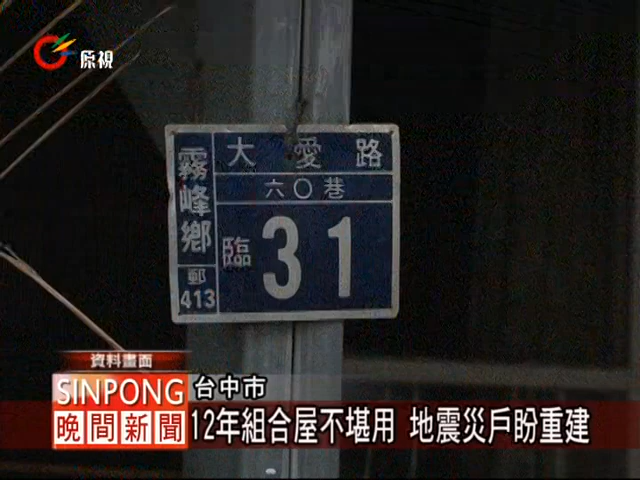 原視
大愛路
六〇巷
霧峰鄉
臨31
郵
413
資料畫面
SINPONG
晚間新聞
台中市
12年組合屋不堪用 地震災戶盼重建